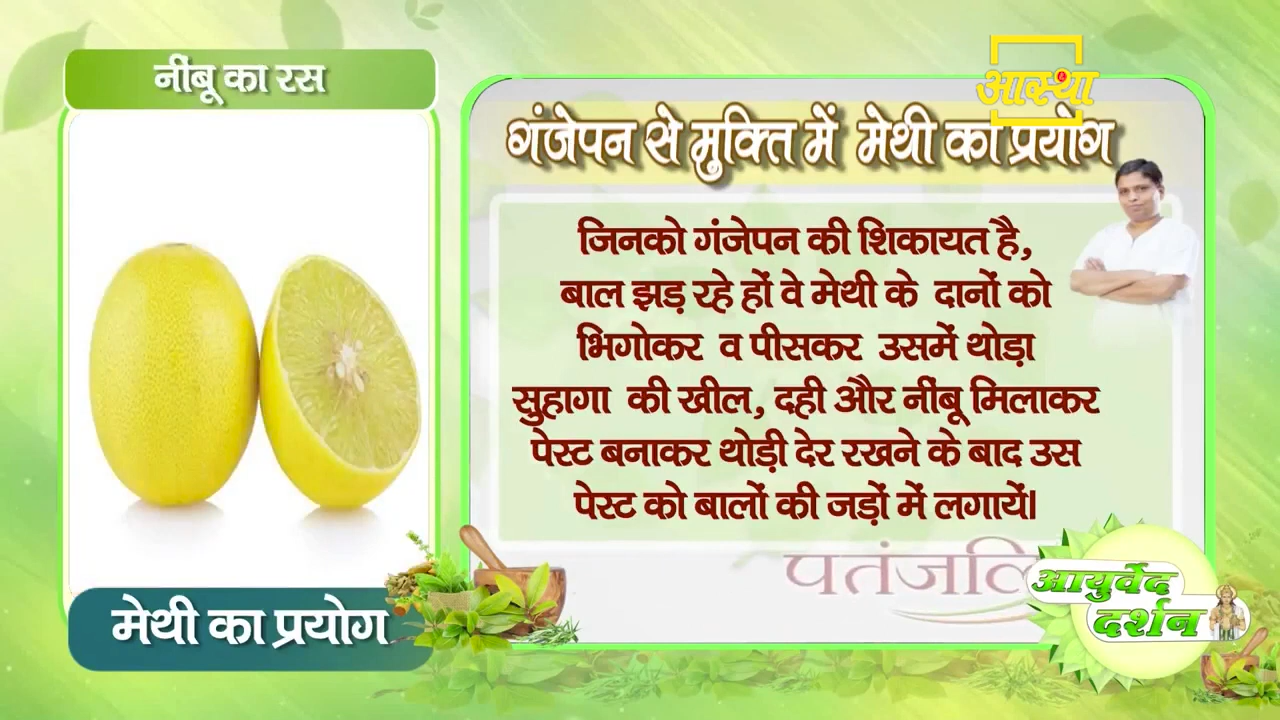 नींबू का रस
आस्था
गंजेपन से मुक्ति में मेथी का प्रयोग
जिनको गंजेपन की शिकायत है,
बाल झड़ रहे हों वे मेथी के दानों को
भिगोकर व पीसकर उसमें थोड़ा
सुहागा की खील, दही और नींबू मिलाकर
पेस्ट बनाकर थोड़ी देर रखने के बाद उस
पेस्ट को बालों की जड़ों में लगायें।
पतंजलि
आयुर्वेद
दर्शन
मेथी का प्रयोग